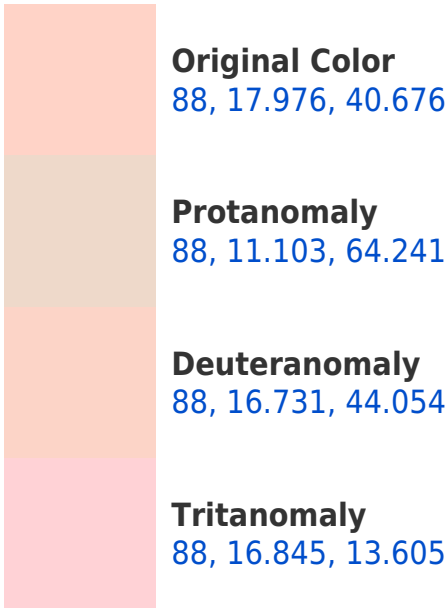 Original Color
88, 17.976, 40.676
Protanomaly
88, 11.103, 64.241
Deuteranomaly
88, 16.731, 44.054
Tritanomaly
88, 16.845, 13.605